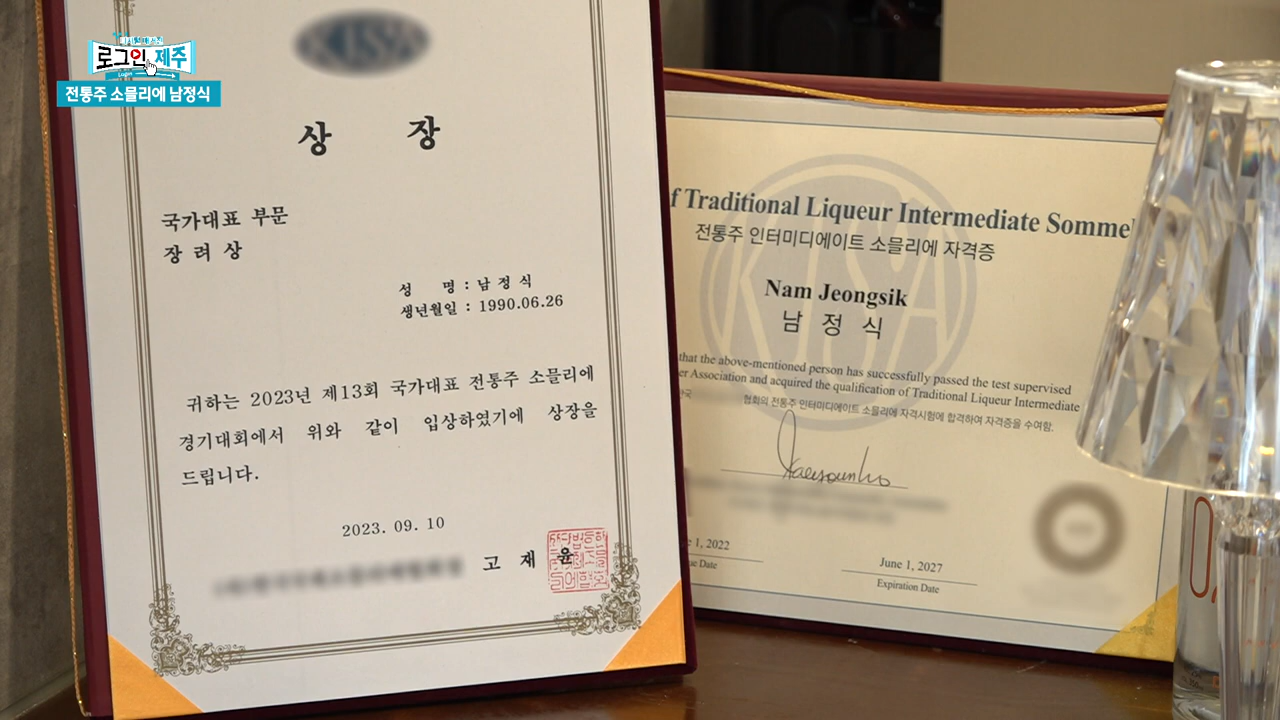 로그인 제주
Login
전통주 소믈리에 남정식
상 장
국가대표 부문
장 려 상
성 명 : 남 정 식
생년월일 : 1990.06.26
귀하는 2023년 제13회 국가대표 전통주 소믈리에
경기대회에서 위와 같이 입상하였기에 상장을
드립니다.
2023. 09. 10
고 재 윤
f Traditional Liqueur Intermediate Somme
전통주 인터미디에이트 소믈리에 자격증
KISA
Nam Jeongsik
남 정 식
that the above-mentioned person has successfully passed the test supervised
er Association and acquired the qualification of Traditional Liqueur Intermediate
협회의 전통주 인터미디에이트 소믈리에 자격시험에 합격하여 자격증을 수여함.
1, 2022
ue Date
June 1, 2027
Expiration Date